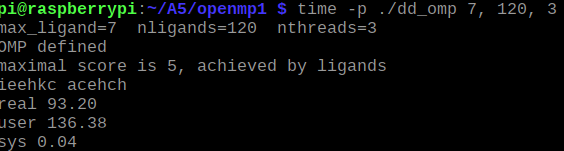 pi@raspberrypi:~/A5/openmp1 $ time -p ./dd_omp 7, 120, 3
max_ligand=7  nligands=120  nthreads=3
OMP defined
maximal score is 5, achieved by ligands
ieehkc acehch
real 93.20
user 136.38
sys 0.04